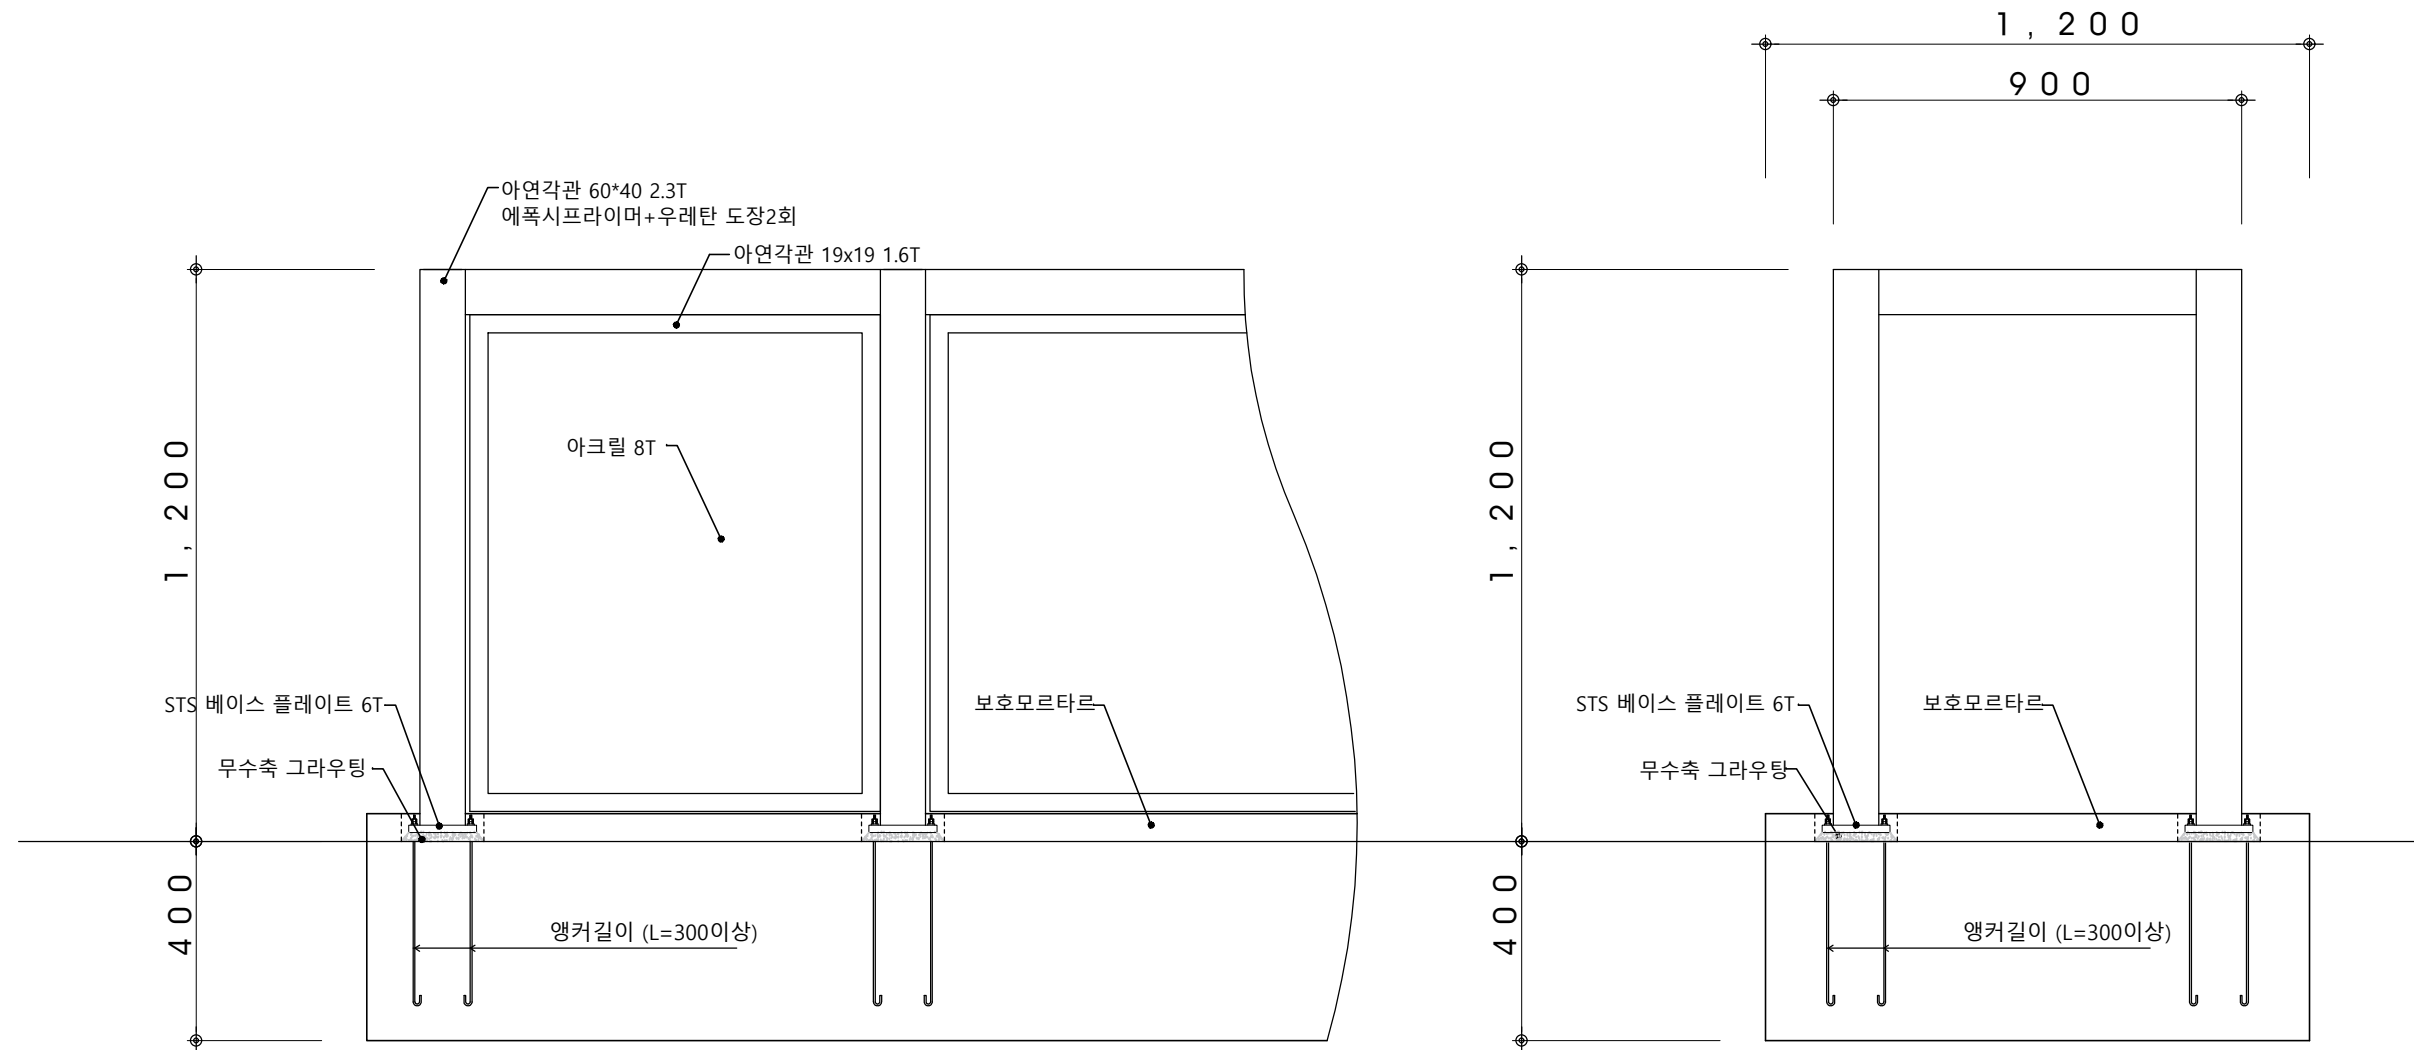 1,200
900
아연각관 60*40 2.3T
에폭시프라이머+우레탄 도장2회
아연각관 19x19 1.6T
1,200
아크릴 8T
1,200
STS 베이스 플레이트 6T
보호모르타르
STS 베이스 플레이트 6T
보호모르타르
무수축 그라우팅
무수축 그라우탕
400
앵커길이 (L=300이상)
400
앵커길이 (L=300이상)